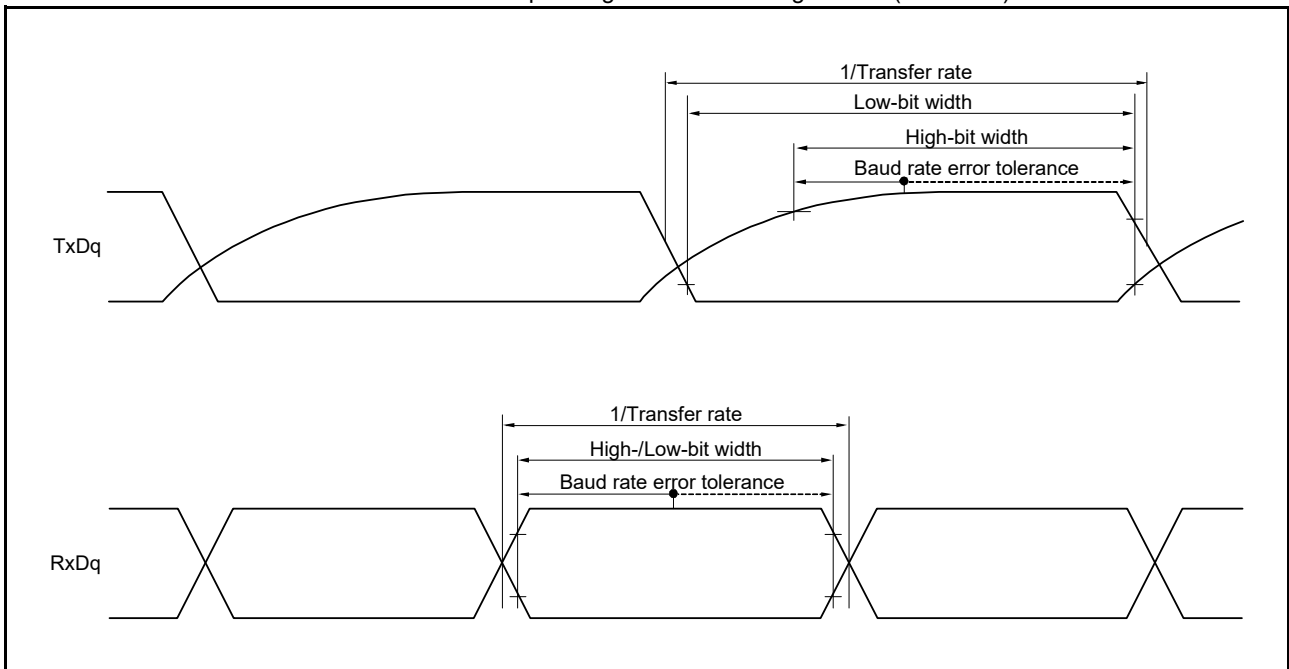 1/Transfer rate
Low-bit width
High-bit width
Baud rate error tolerance
TxDq
1/Transfer rate
High-/Low-bit width
Baud rate error tolerance
RxDq